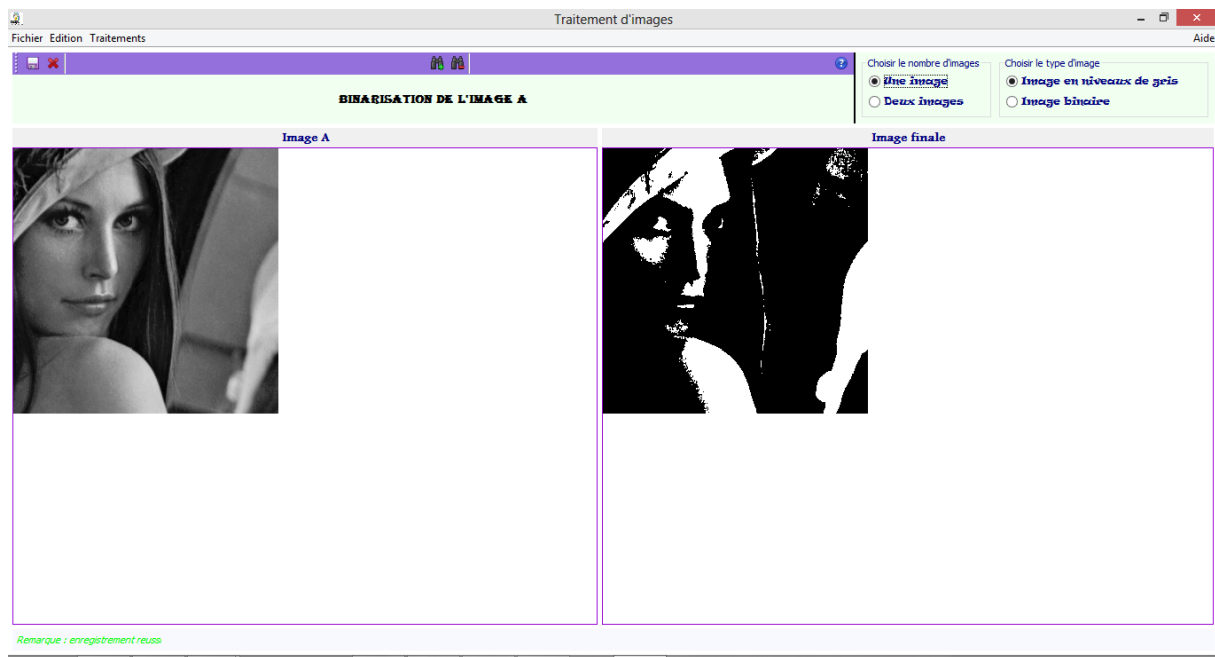 Traitement d'images
Fichier Edition Traitements Aide
Choisir le nombre d'images
Une image
Deux images
Choisir le type d'image
Image en niveaux de gris
Image binaire
BINARISATION DE L'IMAGE A
Image A
Image finale
Remarque : enregistrement reuss